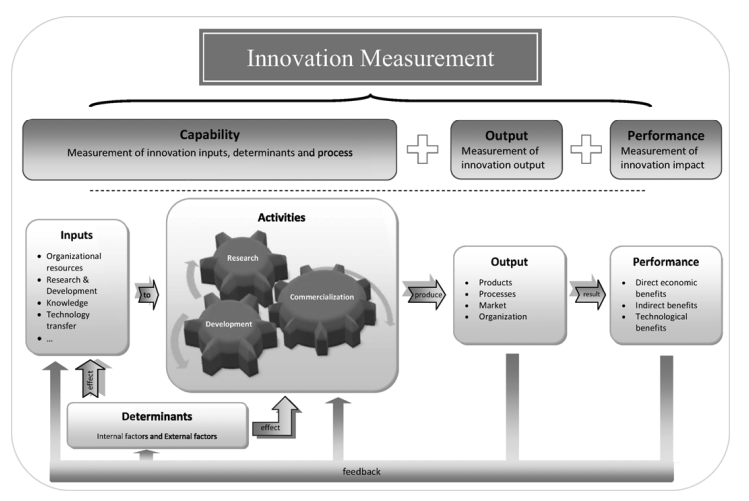 Innovation Measurement
Capability
Measurement of innovation inputs, determinants and process
Output
Measurement of
innovation output
Performance
Measurement of
innovation impact
Inputs
• Organizational
resources
• Research &
Development
• Knowledge
• Technology
transfer
• ...
to
Activities
Research
Development
Commercialization
produce
Output
• Products
• Processes
• Market
• Organization
result
Performance
• Direct economic
benefits
• Indirect benefits
• Technological
benefits
effect
Determinants
Internal factors and External factors
effect
feedback